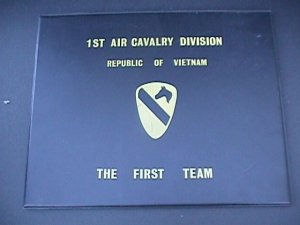 1ST AIR CAVALRY DIVISION
REPUBLIC OF VIETNAM
THE FIRST TEAM